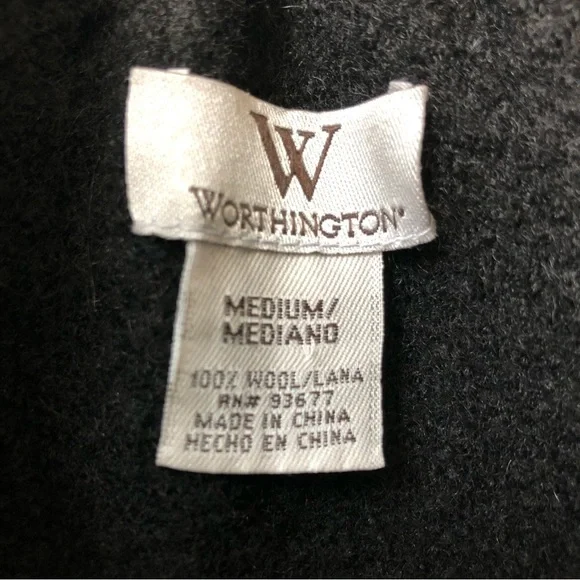 W
WORTHINGTON®
MEDIUM/
MEDIANO
100% WOOL/LANA
RN# 93677
MADE IN CHINA
HECHO EN CHINA